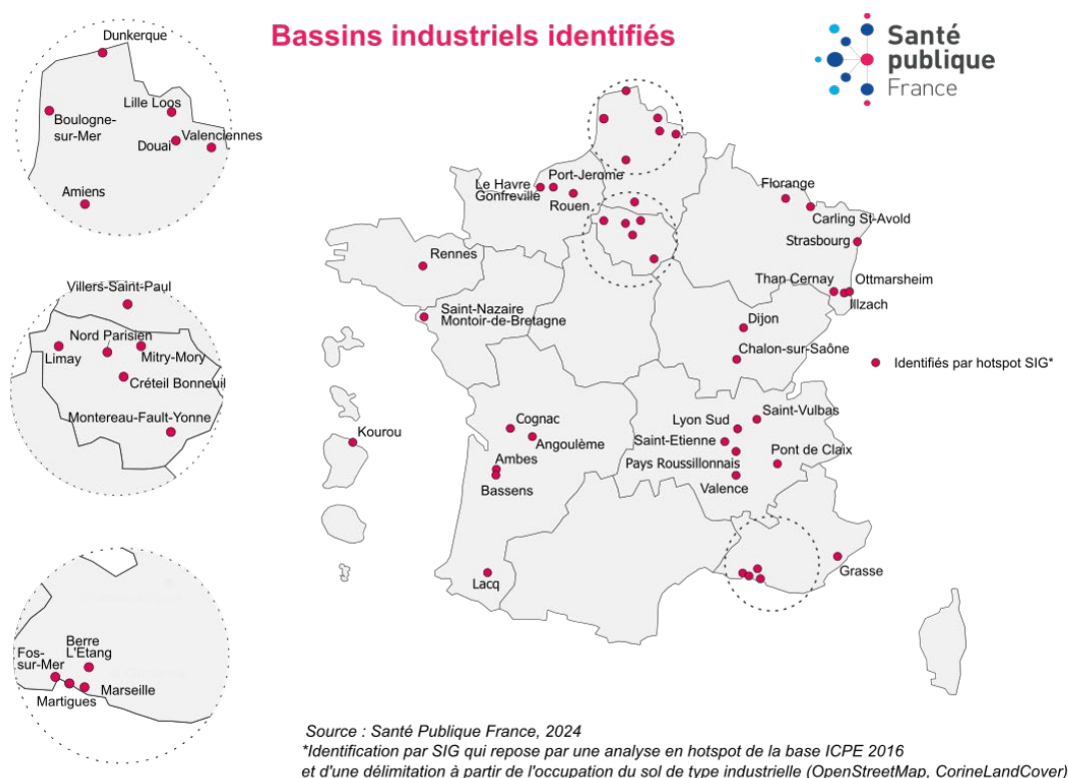 Bassins industriels identifiés
Santé
publique
France
Dunkerque
Lille Loos
Boulogne-
sur-Mer
Valenciennes
Douai
Amiens
Villers-Saint-Paul
Nord Parisien
Limay
Mitry-Mory
Créteil Bonneuil
Montereau-Fault-Yonne
Berre
L'Etang
Fos-
sur-Mer
Marseille
Martigues
Port-Jerome
Le Havre
Gonfreville
Rouen
Florange
Carling St-Avold
Strasbourg
Rennes
Than Cernay
Ottmarsheim
Illzach
Saint-Nazaire
Montoir-de-Bretagne
Dijon
Chalon-sur-Saône
Identifiés par hotspot SIG*
Kourou
Cognac
Angoulème
Ambes
Bassens
Saint-Vulbas
Lyon Sud
Saint-Etienne
Pont de Claix
Pays Roussillonnais
Valence
Lacq
Grasse
Source : Santé Publique France, 2024
*Identification par SIG qui repose par une analyse en hotspot de la base ICPE 2016
et d'une délimitation à partir de l'occupation du sol de type industrielle (OpenStreetMap, CorineLandCover)